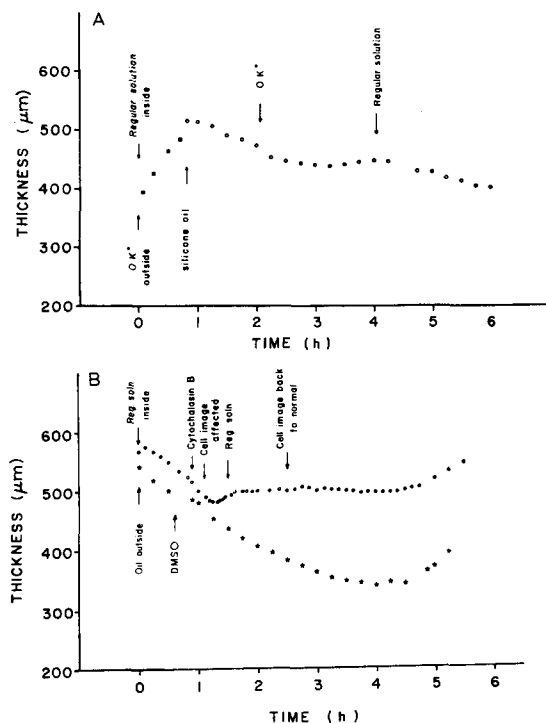 A
THICKNESS (μm)
600
500
400
300
200
Regular solution
inside
O K⁺
outside
silicone oil
O K⁺
Regular solution
0
1
2
3
4
5
6
TIME (h)
B
THICKNESS (μm)
600
500
400
300
200
Reg soln
inside
Oil outside
DMSO
Cytochalasin B
Cell image
affected
Reg soln
Cell image back
to normal
0
1
2
3
4
5
6
TIME (h)